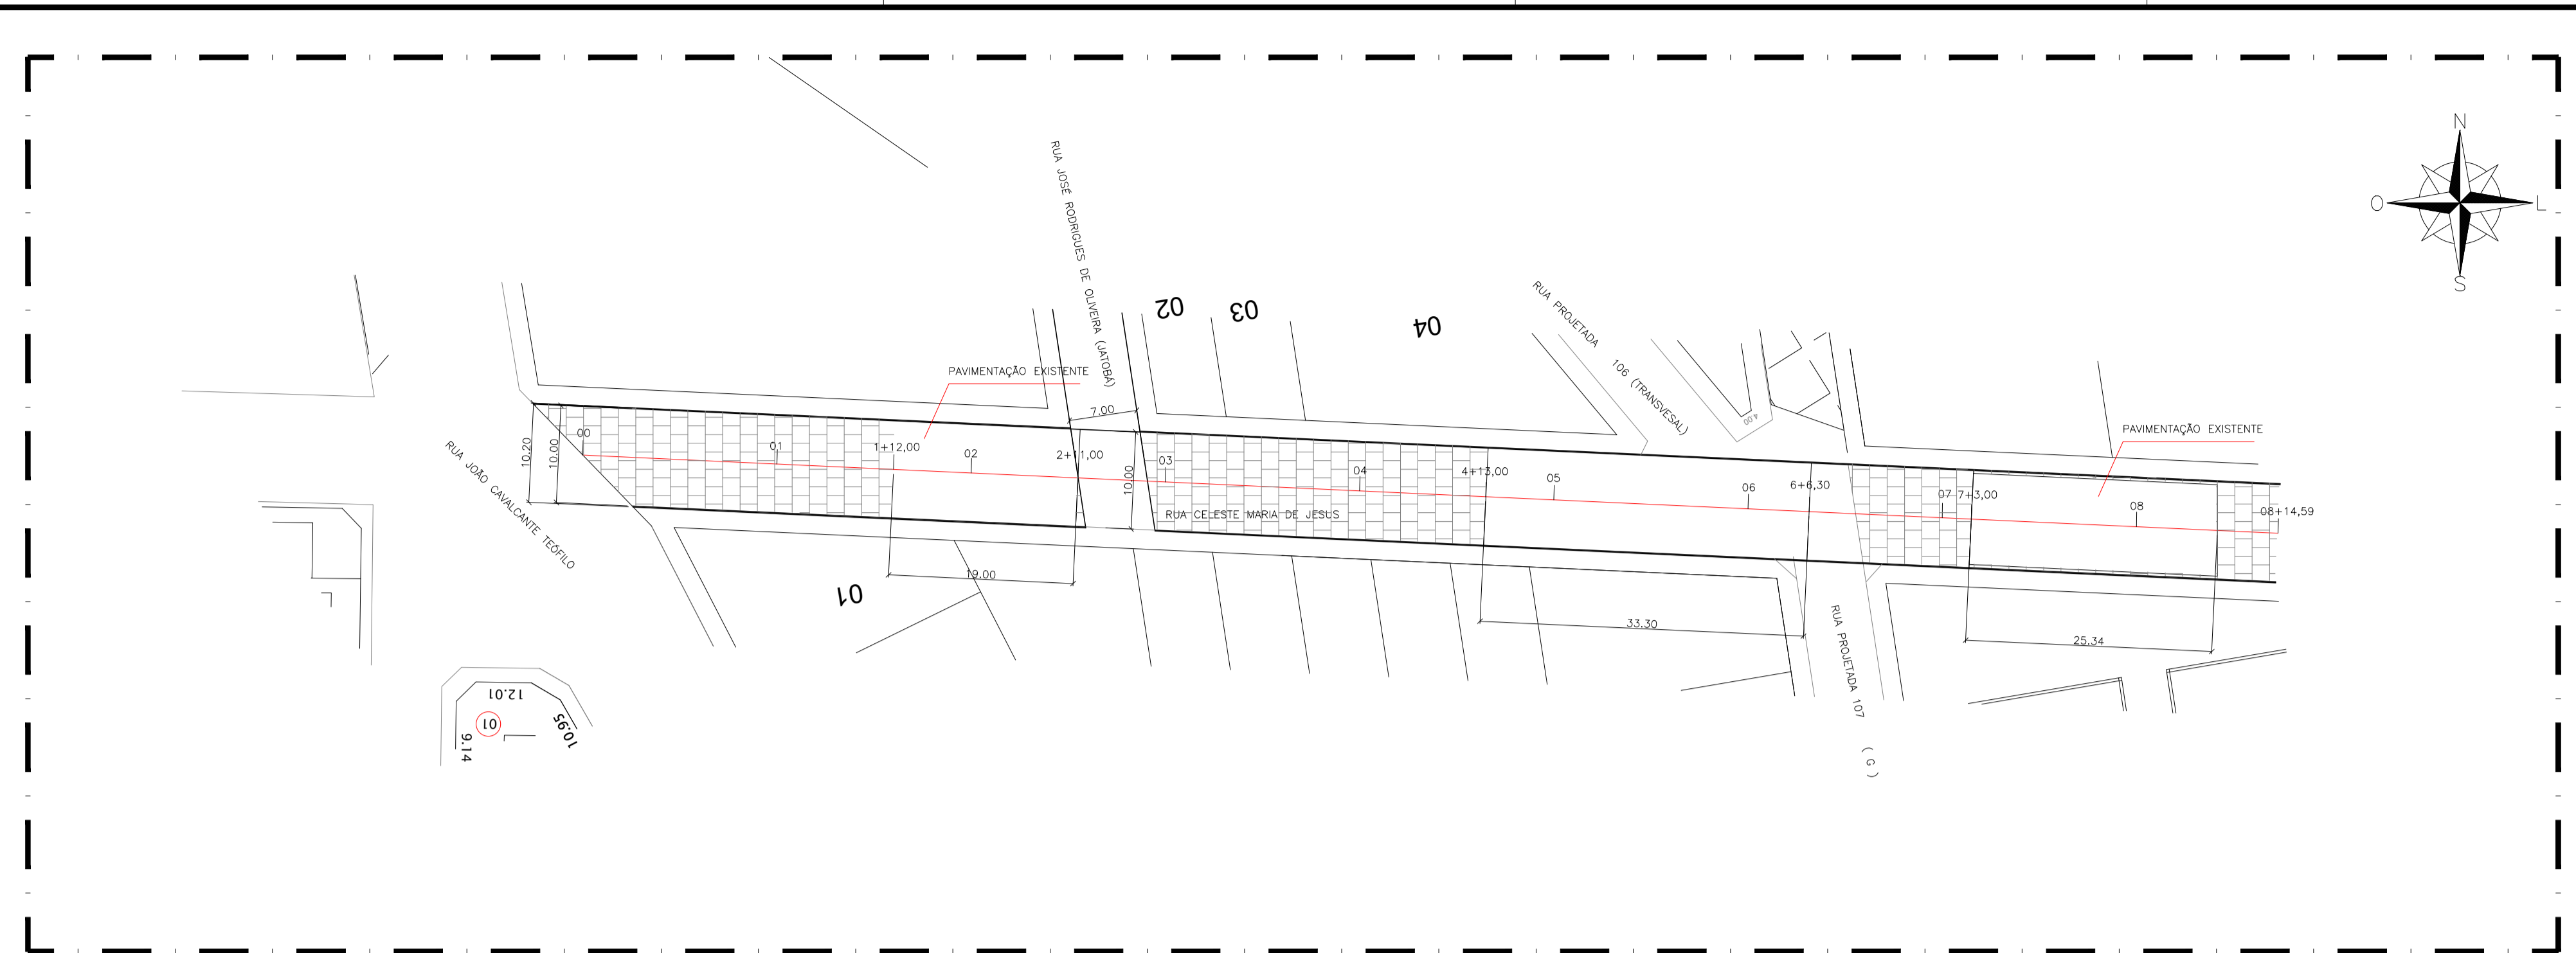 N
O
L
S
RUA JOSÉ RODRIGUES DE OLIVEIRA (JATOBÁ)
02
03
04
RUA PROJETADA 106 (TRANSVESAL)
4.00
PAVIMENTAÇÃO EXISTENTE
7.00
PAVIMENTAÇÃO EXISTENTE
10.20
10.00
00
01
1+12,00
02
2+11,00
10.00
03
04
4+13,00
05
06
6+6,30
07
7+3,00
08
08+14,59
RUA CELESTE MARIA DE JESUS
RUA JOÃO CAVALCANTE TEÓFILO
01
19.00
33.30
25.34
RUA PROJETADA 107 ( G )
12.01
01
10.95
9.14